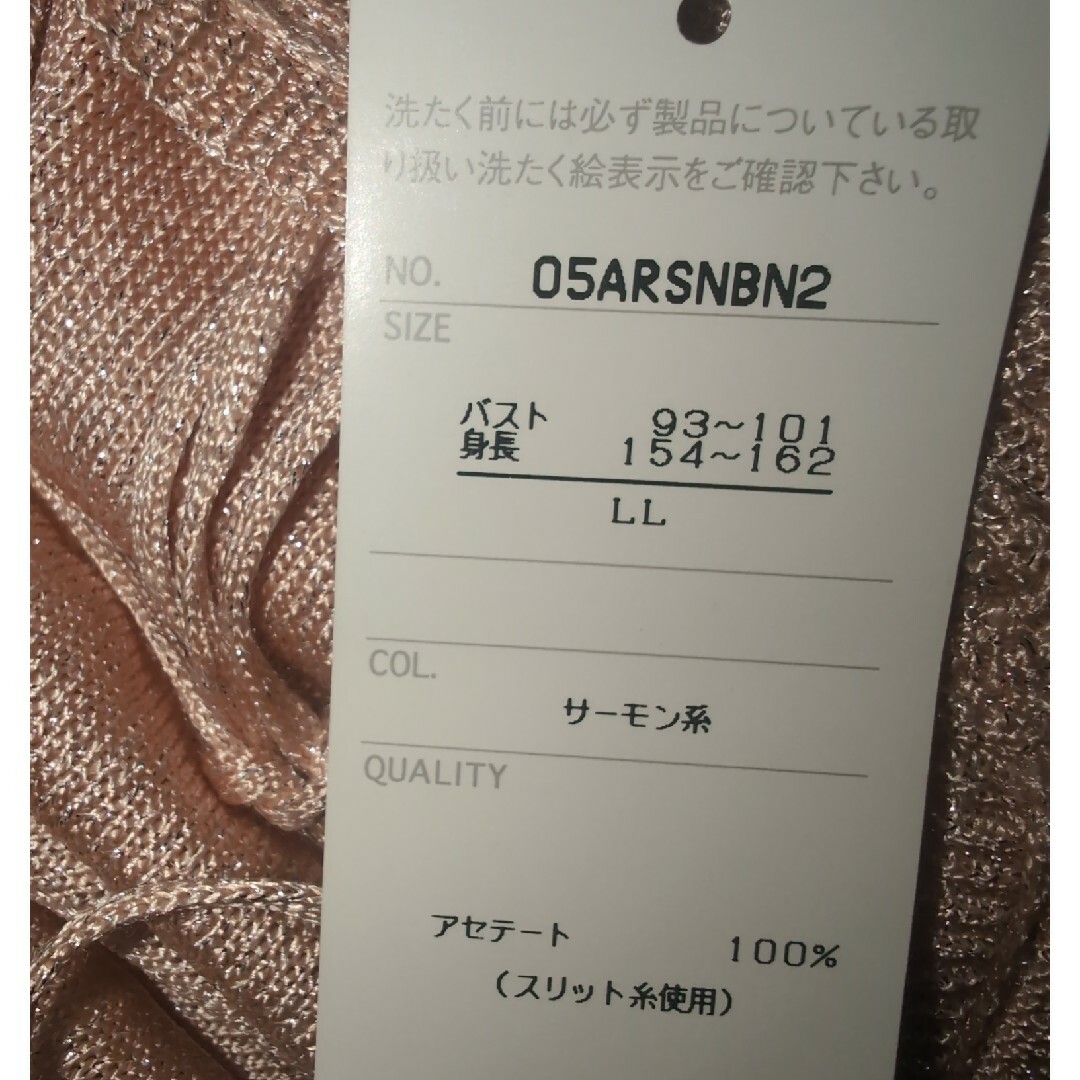 洗たく前には必ず製品についている取
り扱い洗たく絵表示をご確認下さい。
NO. 05ARSNBN2
SIZE
バスト 93~101
身長 154~162
LL
COL.
サーモン系
QUALITY
アセテート 100%
(スリット糸使用)